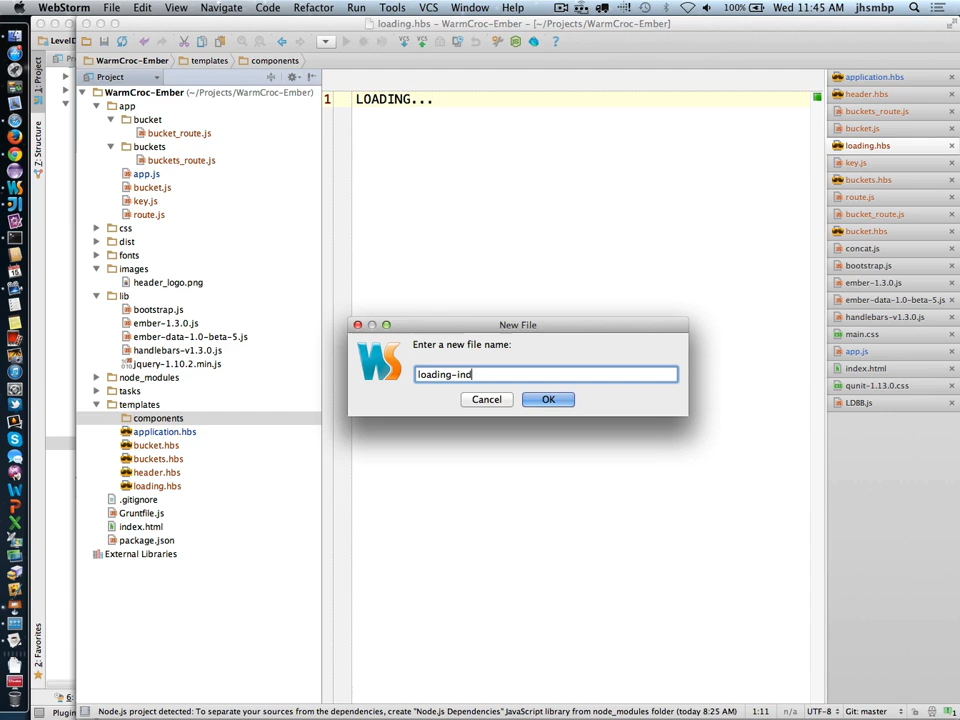 WebStorm File Edit View Navigate Code Refactor Run Tools VCS Window Help 100% Wed 11:45 AM jhsmbp
loading.hbs - WarmCroc-Ember - [~/Projects/WarmCroc-Ember]
WarmCroc-Ember templates components
Project
WarmCroc-Ember (~/Projects/WarmCroc-Ember)
app
bucket
bucket_route.js
buckets
buckets_route.js
app.js
bucket.js
key.js
route.js
css
dist
fonts
images
header_logo.png
lib
bootstrap.js
ember-1.3.0.js
ember-data-1.0-beta-5.js
handlebars-v1.3.0.js
jquery-1.10.2.min.js
node_modules
tasks
templates
components
application.hbs
bucket.hbs
buckets.hbs
header.hbs
loading.hbs
.gitignore
Gruntfile.js
index.html
package.json
External Libraries
1: Project
Z: Structure
2: Favorites
1 LOADING...
New File
Enter a new file name:
loading-ind
Cancel OK
application.hbs
header.hbs
buckets_route.js
bucket.js
loading.hbs
key.js
buckets.hbs
route.js
bucket_route.js
bucket.hbs
concat.js
bootstrap.js
ember-1.3.0.js
ember-data-1.0-beta-5.js
handlebars-v1.3.0.js
main.css
app.js
index.html
qunit-1.13.0.css
LDBB.js
6:
Plugin
Node.js project detected: To separate your sources from the dependencies, create "Node.js Dependencies" JavaScript library from node_modules folder (today 8:25 AM) 1:11 n/a UTF-8 Git: master